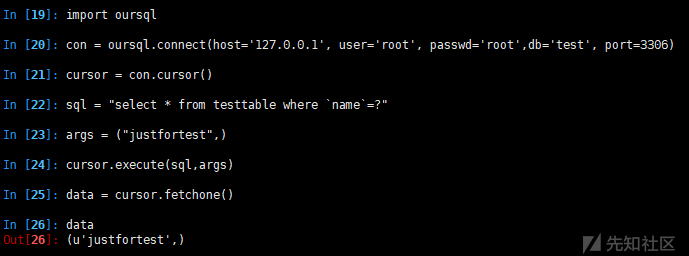 In [19]: import oursql
In [20]: con = oursql.connect(host='127.0.0.1', user='root', passwd='root',db='test', port=3306)
In [21]: cursor = con.cursor()
In [22]: sql = "select * from testtable where `name`=?"
In [23]: args = ("justfortest",)
In [24]: cursor.execute(sql,args)
In [25]: data = cursor.fetchone()
In [26]: data
Out[26]: (u'justfortest',)
先知社区